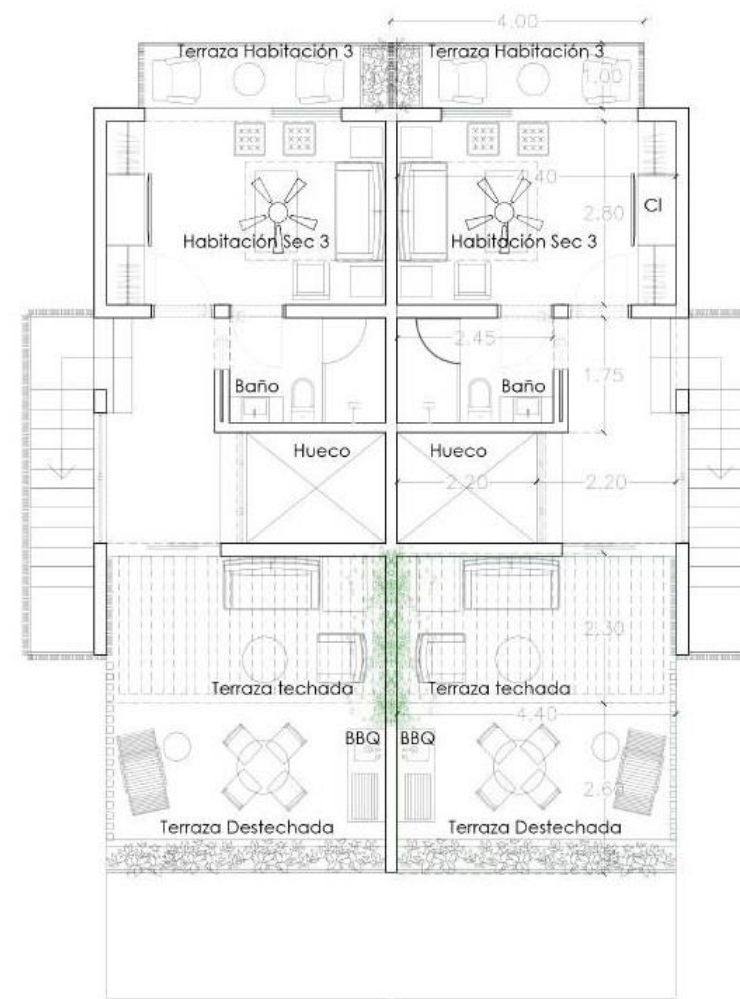 4.00
Terraza Habitación 3 Terraza Habitación 3
1.00
4.40
2.80 Cl
Habitación Sec 3 Habitación Sec 3
2.45
1.75
Baño Baño
Hueco Hueco
2.20 2.20
2.30
Terraza techada Terraza techada
4.40
BBQ BBQ
2.60
Terraza Destechada Terraza Destechada